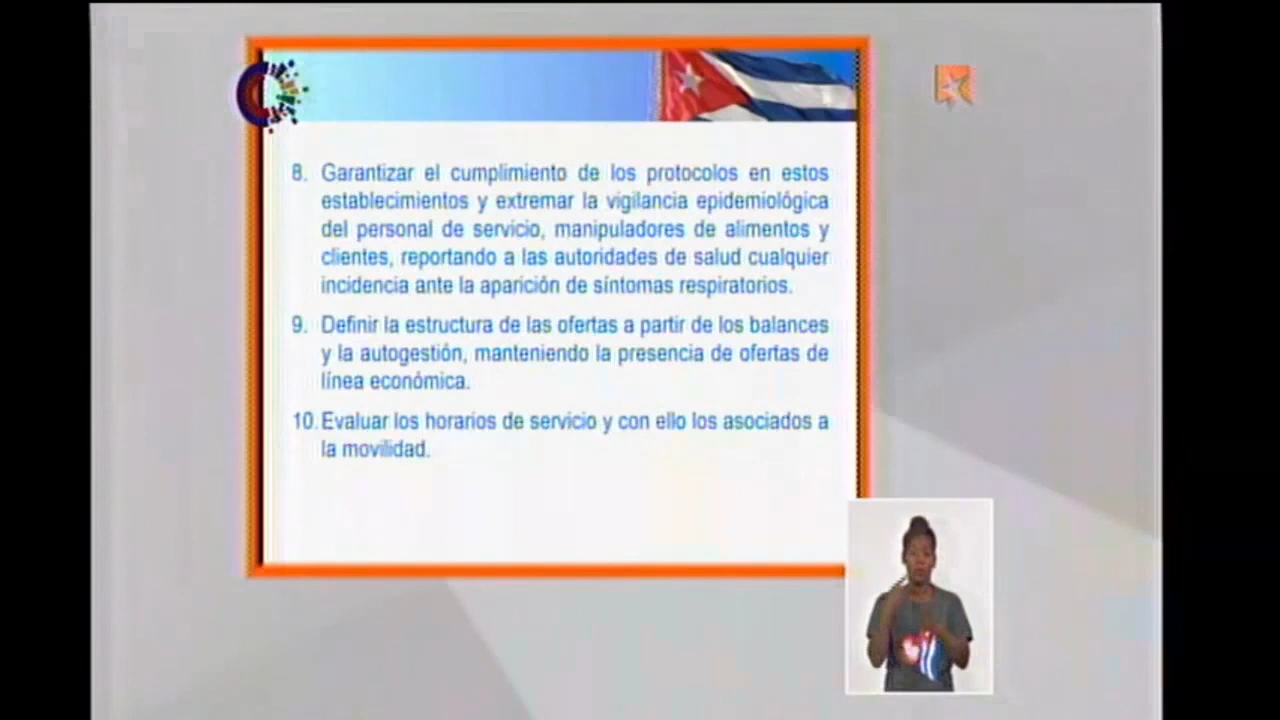 8. Garantizar el cumplimiento de los protocolos en estos
establecimientos y extremar la vigilancia epidemiológica
del personal de servicio, manipuladores de alimentos y
clientes, reportando a las autoridades de salud cualquier
incidencia ante la aparición de síntomas respiratorios.
9. Definir la estructura de las ofertas a partir de los balances
y la autogestión, manteniendo la presencia de ofertas de
línea económica.
10. Evaluar los horarios de servicio y con ello los asociados a
la movilidad.